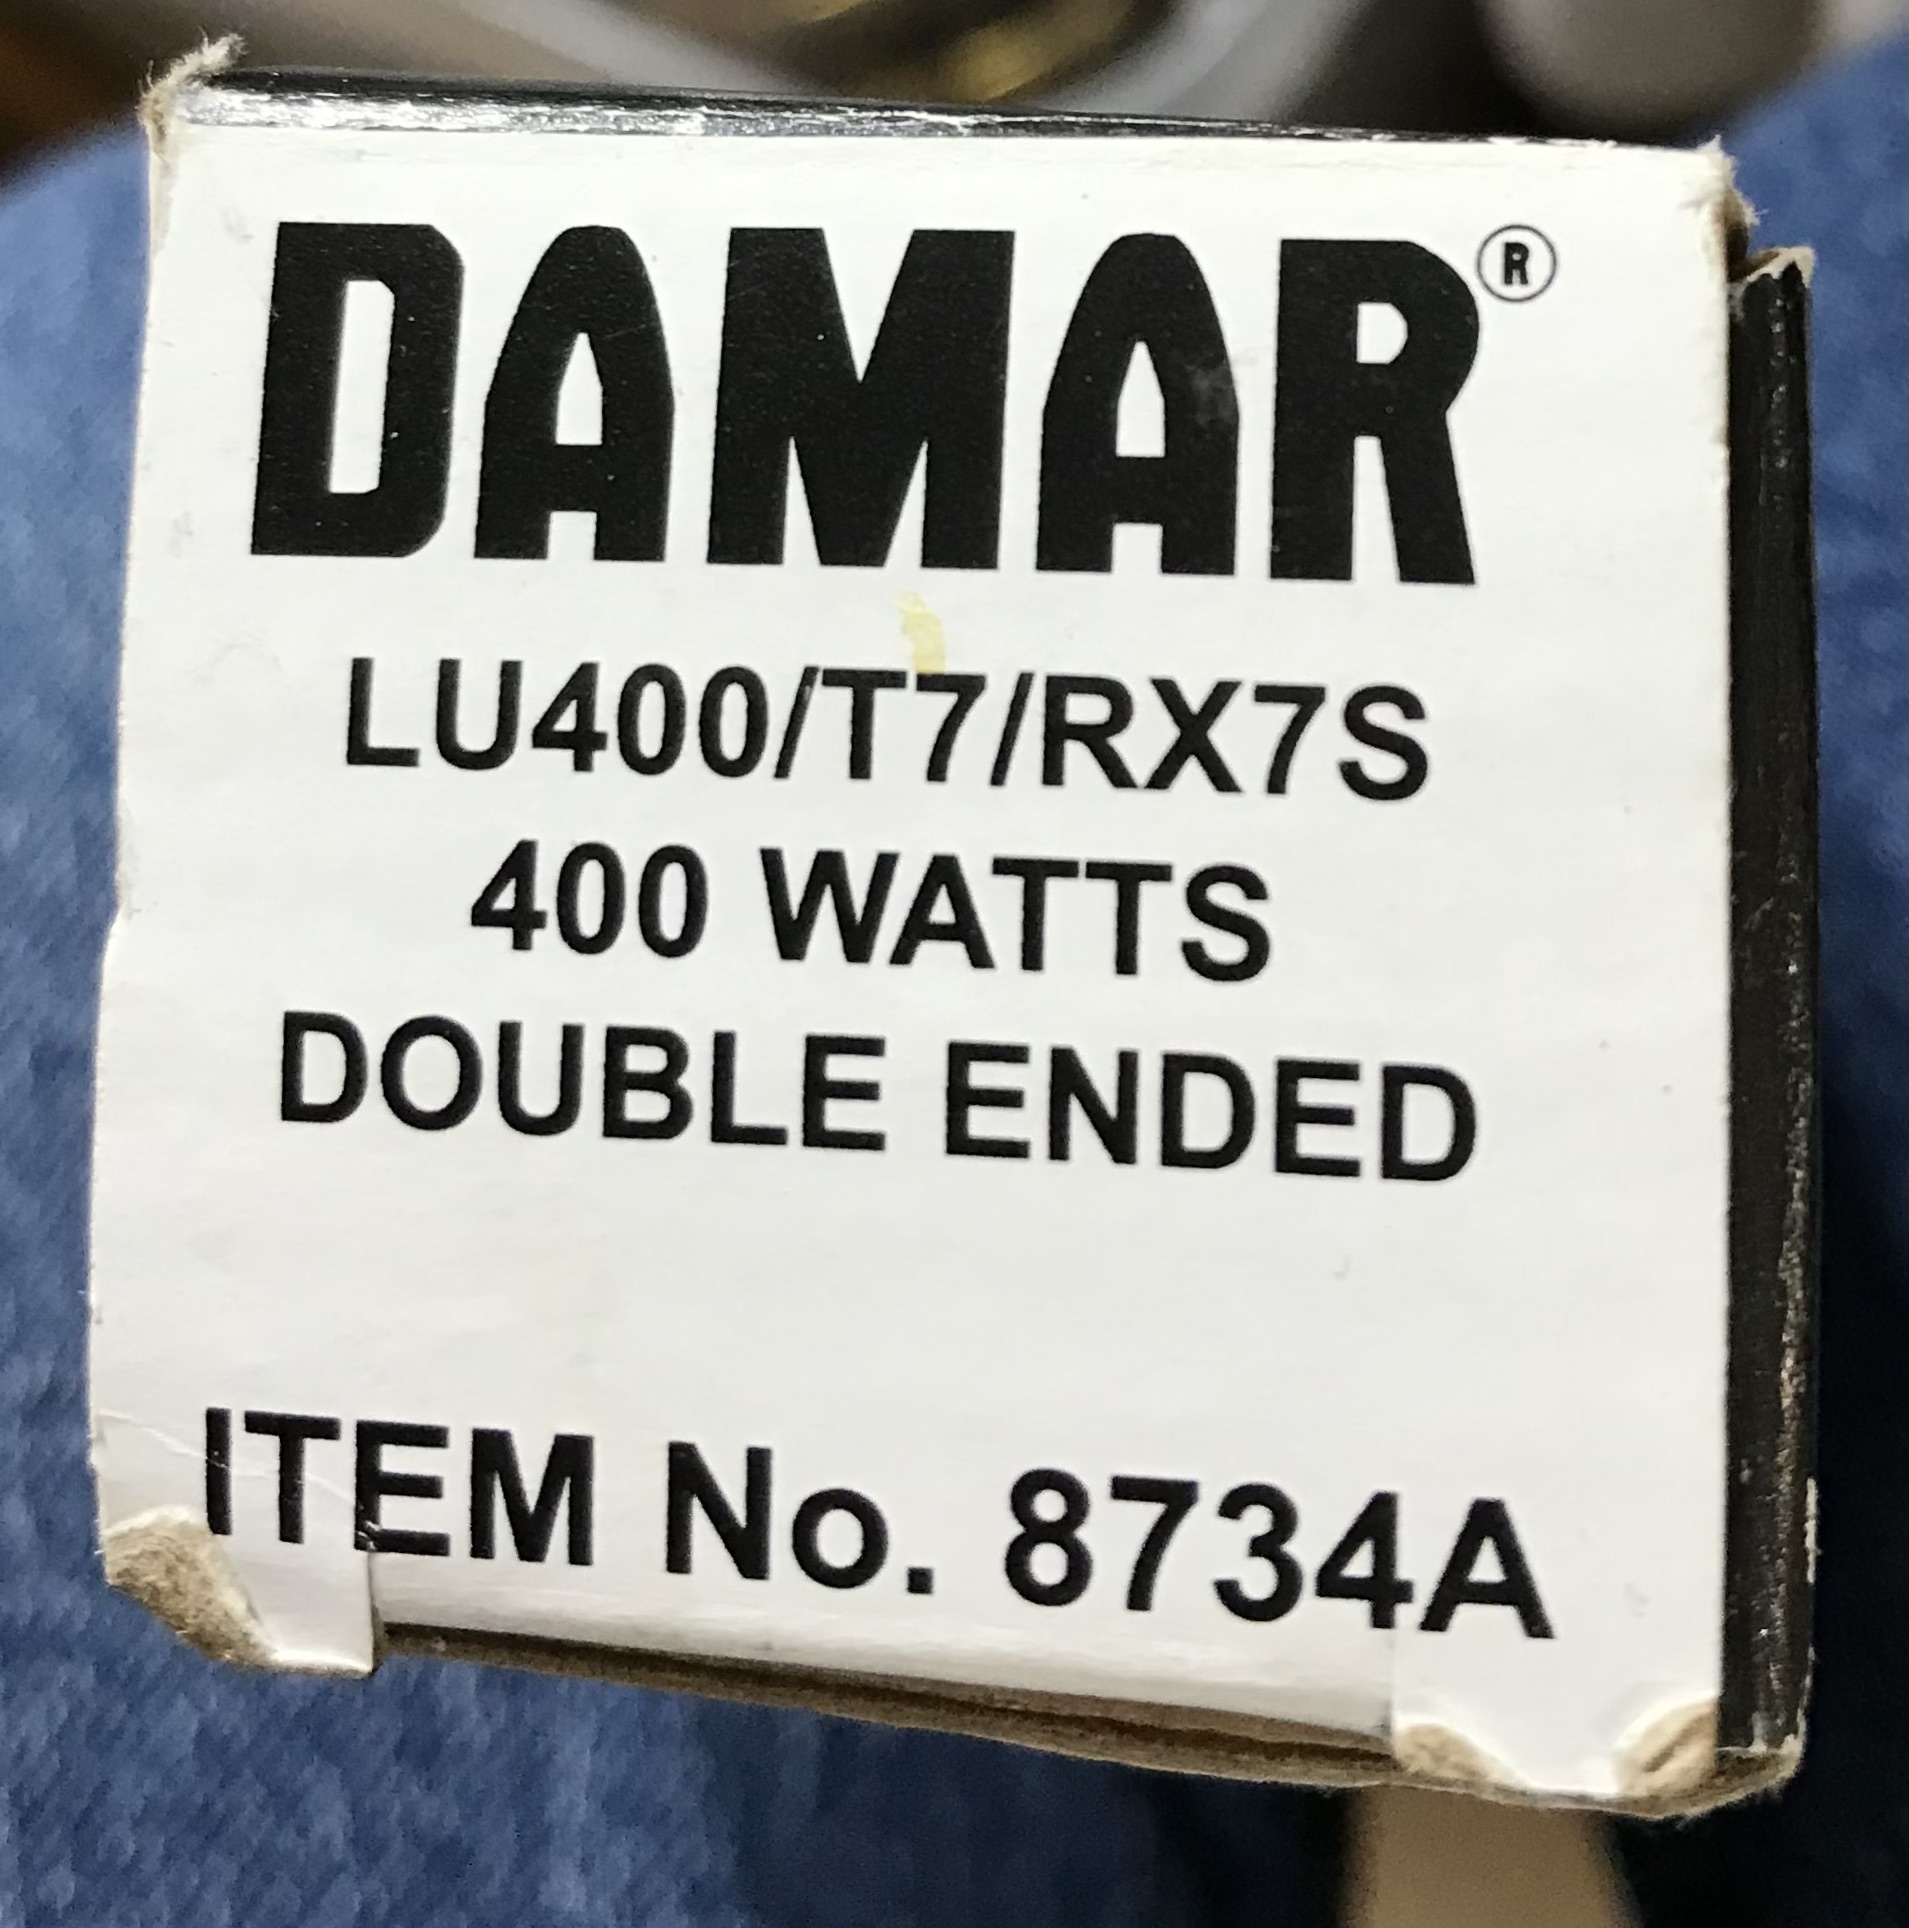 DAMAR®
LU400/T7/RX7S
400 WATTS
DOUBLE ENDED
ITEM No. 8734A